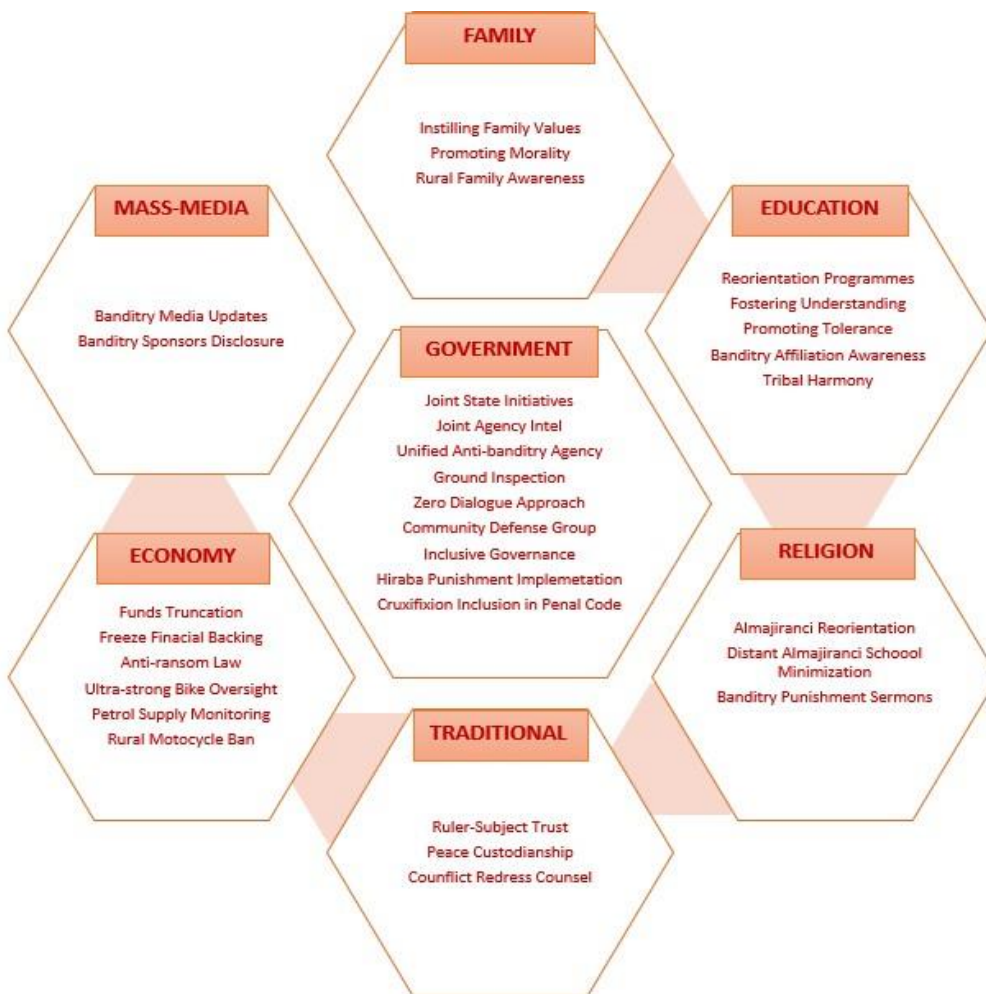 FAMILY
Instilling Family Values
Promoting Morality
Rural Family Awareness
MASS-MEDIA
Banditry Media Updates
Banditry Sponsors Disclosure
EDUCATION
Reorientation Programmes
Fostering Understanding
Promoting Tolerance
Banditry Affiliation Awareness
Tribal Harmony
GOVERNMENT
Joint State Initiatives
Joint Agency Intel
Unified Anti-banditry Agency
Ground Inspection
Zero Dialogue Approach
Community Defense Group
Inclusive Governance
Hiraba Punishment Implemetation
Cruxifixion Inclusion in Penal Code
ECONOMY
Funds Truncation
Freeze Finacial Backing
Anti-ransom Law
Ultra-strong Bike Oversight
Petrol Supply Monitoring
Rural Motocycle Ban
RELIGION
Almajiranci Reorientation
Distant Almajiranci Schoool
Minimization
Banditry Punishment Sermons
TRADITIONAL
Ruler-Subject Trust
Peace Custodianship
Counflict Redress Counsel